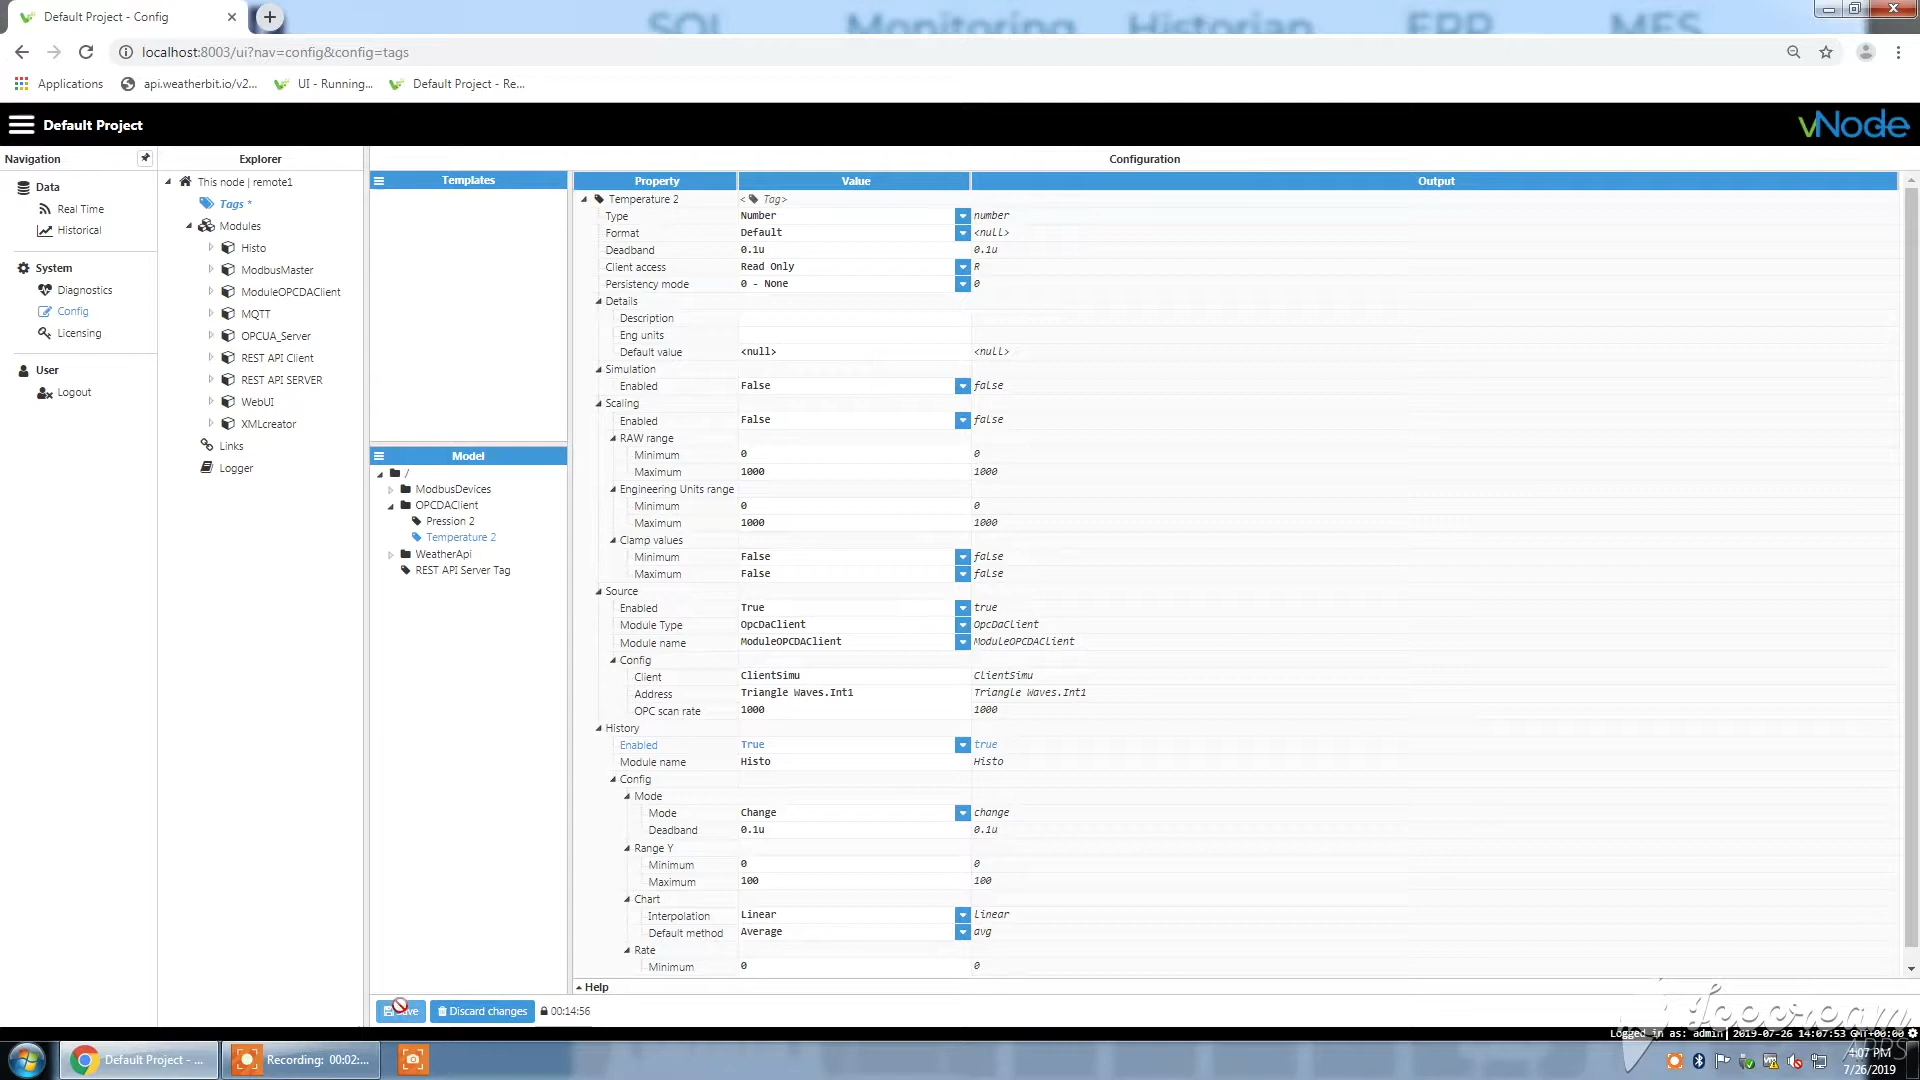 SQL Monitoring Historian ERP MES
Default Project - Config
localhost:8003/ui?nav=config&config=tags
Applications
api.weatherbit.io/v2...
UI - Running...
Default Project - Re...
Default Project
vNode
Navigation
Data
Real Time
Historical
System
Diagnostics
Config
Licensing
User
Logout
Explorer
This node | remote1
Tags *
Modules
Histo
ModbusMaster
ModuleOPCDAClient
MQTT
OPCUA_Server
REST API Client
REST API SERVER
WebUI
XMLcreator
Links
Logger
Configuration
Templates
Model
/
ModbusDevices
OPCDAClient
Pression 2
Temperature 2
WeatherApi
REST API Server Tag
Property Value Output
Temperature 2 < Tag>
Type Number number
Format Default <null>
Deadband 0.1u 0.1u
Client access Read Only R
Persistency mode 0 - None 0
Details
Description
Eng units
Default value <null> <null>
Simulation
Enabled False false
Scaling
Enabled False false
RAW range
Minimum 0 0
Maximum 1000 1000
Engineering Units range
Minimum 0 0
Maximum 1000 1000
Clamp values
Minimum False false
Maximum False false
Source
Enabled True true
Module Type OpcDaClient OpcDaClient
Module name ModuleOPCDAClient ModuleOPCDAClient
Config
Client ClientSimu ClientSimu
Address Triangle Waves.Int1 Triangle Waves.Int1
OPC scan rate 1000 1000
History
Enabled True true
Module name Histo Histo
Config
Mode
Mode Change change
Deadband 0.1u 0.1u
Range Y
Minimum 0 0
Maximum 100 100
Chart
Interpolation Linear linear
Default method Average avg
Rate
Minimum 0 0
Help
Discard changes
00:14:56
Logged in as: admin | 2019-07-26 14:07:53 GMT+00:00
Icecream
APPS
Default Project - ...
Recording: 00:02:...
4:07 PM
7/26/2019